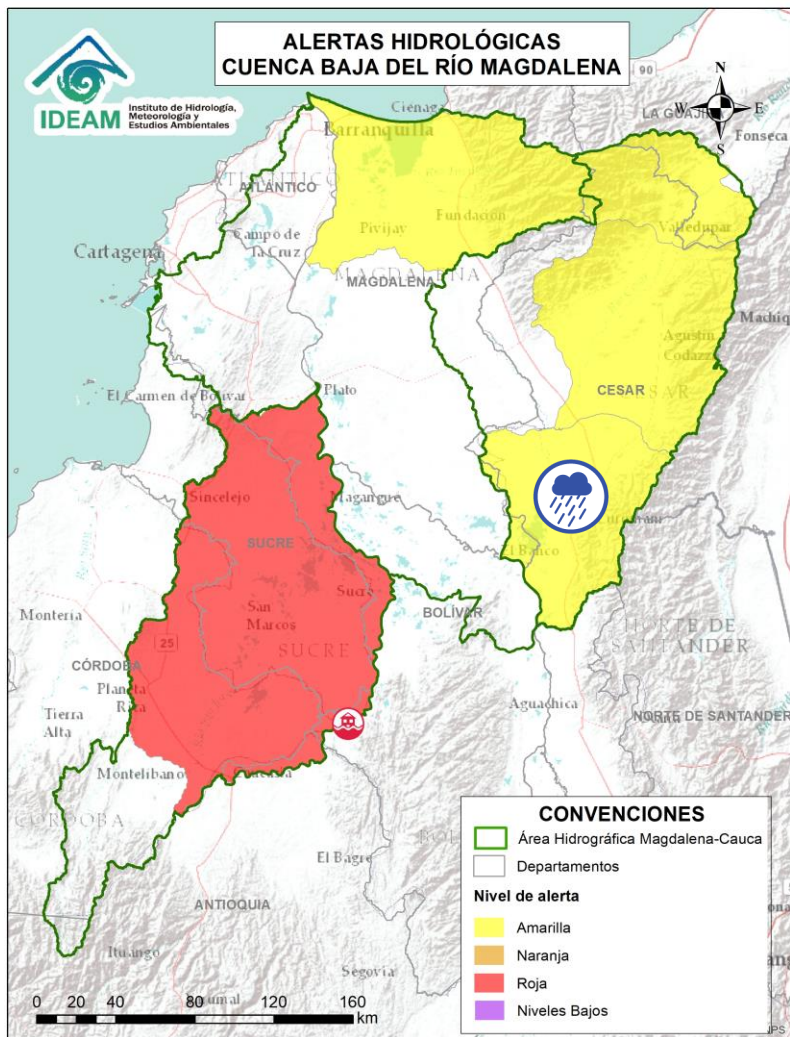 ALERTAS HIDROLÓGICAS
CUENCA BAJA DEL RÍO MAGDALENA
IDEAM
Instituto de Hidrología,
Meteorología y
Estudios Ambientales
N
W
E
S
90
Ciénaga
LA GUAJIRA
Fonseca
Barranquilla
ATLÁNTICO
Pivijay
Fundación
Valledupar
Campo de
la Cruz
Cartagena
MAGDALENA
MAGDALENA
Agustín
Codazzi
CESAR
El Carmen de Bolívar
Plato
Sincelejo
Magangué
SUCRE
El Banco
Sucre
BOLÍVAR
San
Marcos
Montería
SUCRE
NORTE DE
SANTANDER
25
CÓRDOBA
Planeta
Rica
Aguachica
NORTE DE SANTANDER
Tierra
Alta
Montelíbano
CÓRDOBA
El Bagre
ANTIOQUIA
Ituango
Segovia
CONVENCIONES
Área Hidrográfica Magdalena-Cauca
Departamentos
Nivel de alerta
Amarilla
Naranja
Roja
Niveles Bajos
0 20 40 80 120 160
km